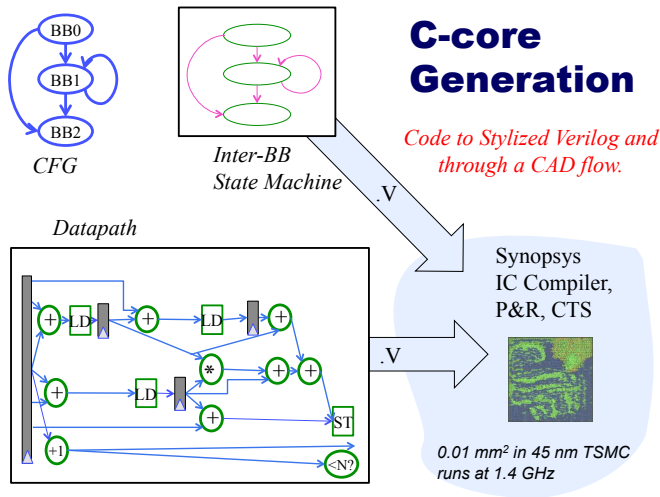 C-core
Generation
Code to Stylized Verilog and
through a CAD flow.
BB0
BB1
BB2
CFG
Inter-BB
State Machine
.V
Datapath
+ LD + LD +
* + +
+ LD
+ ST
+1
<N?
.V
Synopsys
IC Compiler,
P&R, CTS
0.01 mm² in 45 nm TSMC
runs at 1.4 GHz